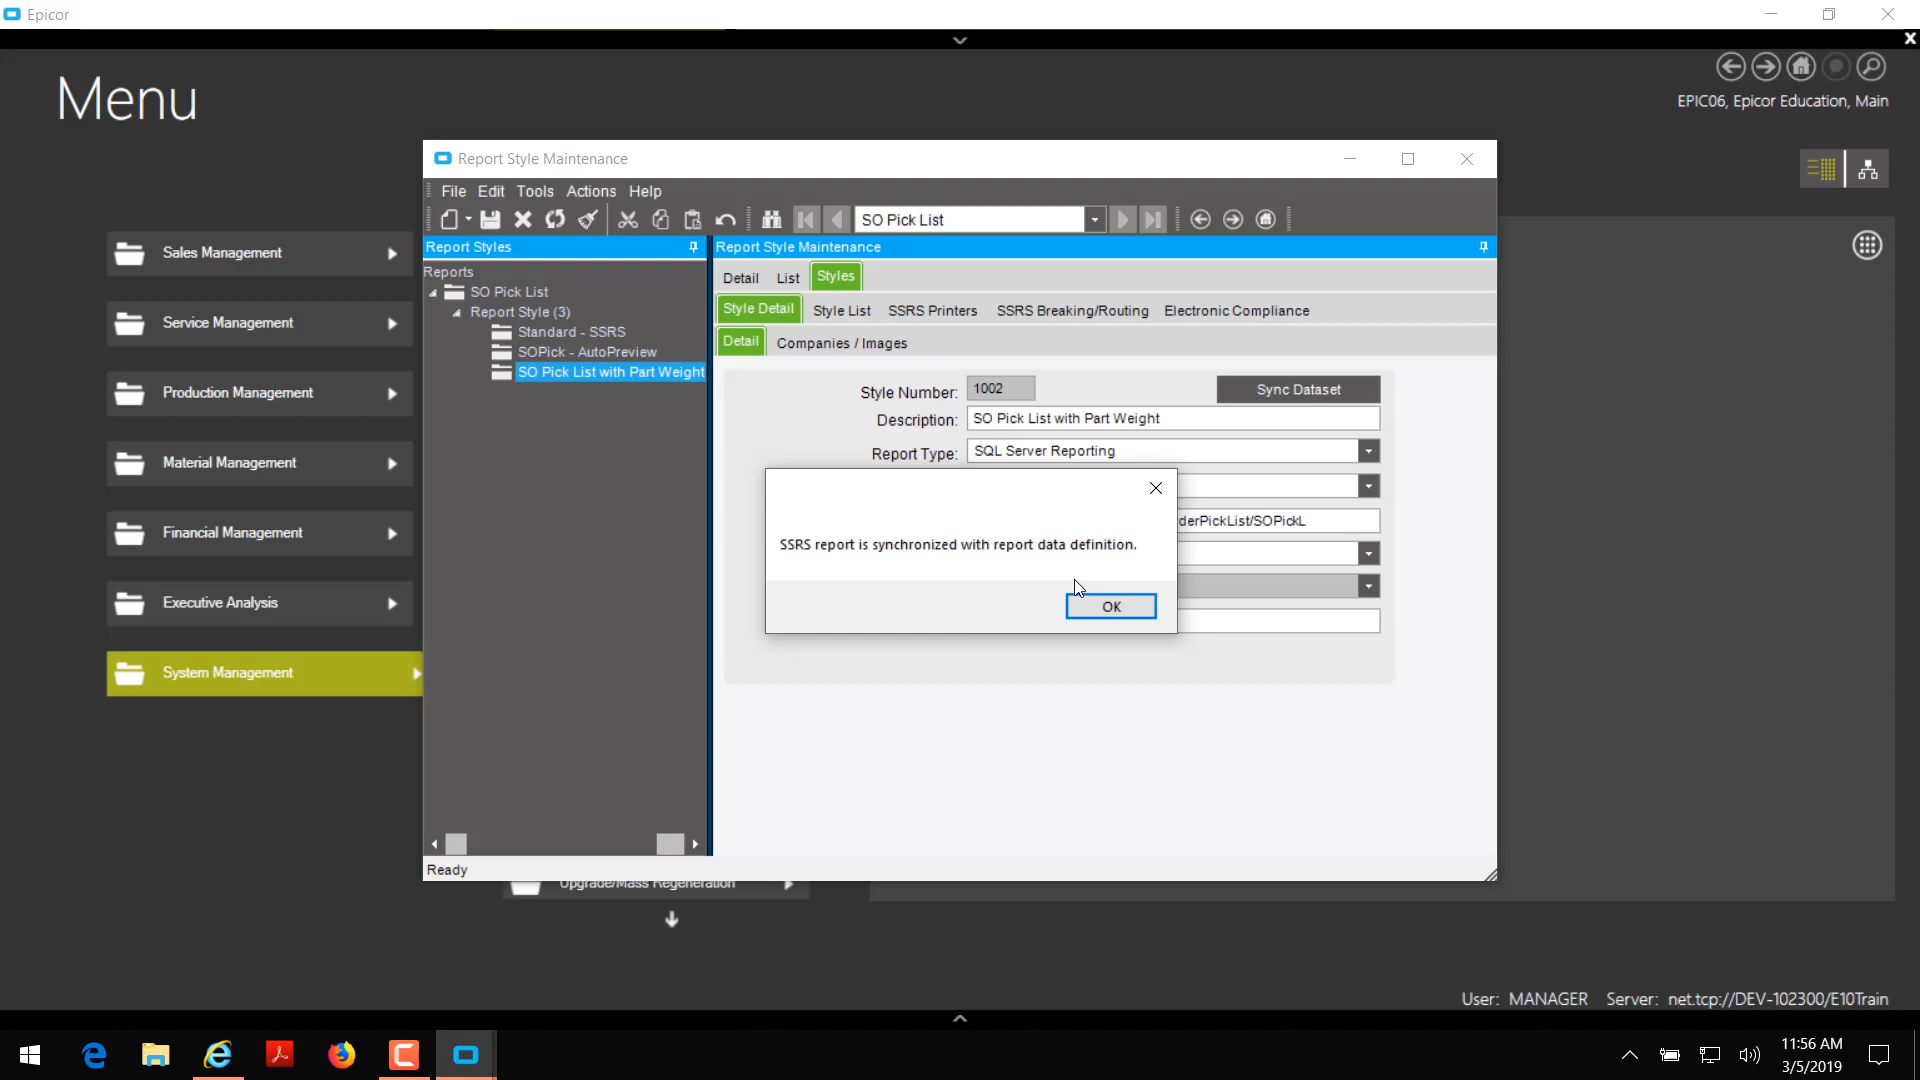 Epicor
X
Menu
EPIC06, Epicor Education, Main
Report Style Maintenance
File Edit Tools Actions Help
SO Pick List
Report Styles
Report Style Maintenance
Reports
SO Pick List
Report Style (3)
Standard - SSRS
SOPick - AutoPreview
SO Pick List with Part Weight
Detail List Styles
Style Detail Style List SSRS Printers SSRS Breaking/Routing Electronic Compliance
Detail Companies / Images
Style Number: 1002 Sync Dataset
Description: SO Pick List with Part Weight
Report Type: SQL Server Reporting
derPickList/SOPickL
SSRS report is synchronized with report data definition.
OK
Sales Management
Service Management
Production Management
Material Management
Financial Management
Executive Analysis
System Management
Ready
Upgrade/Mass Regeneration
User: MANAGER Server: net.tcp://DEV-102300/E10Train
11:56 AM
3/5/2019